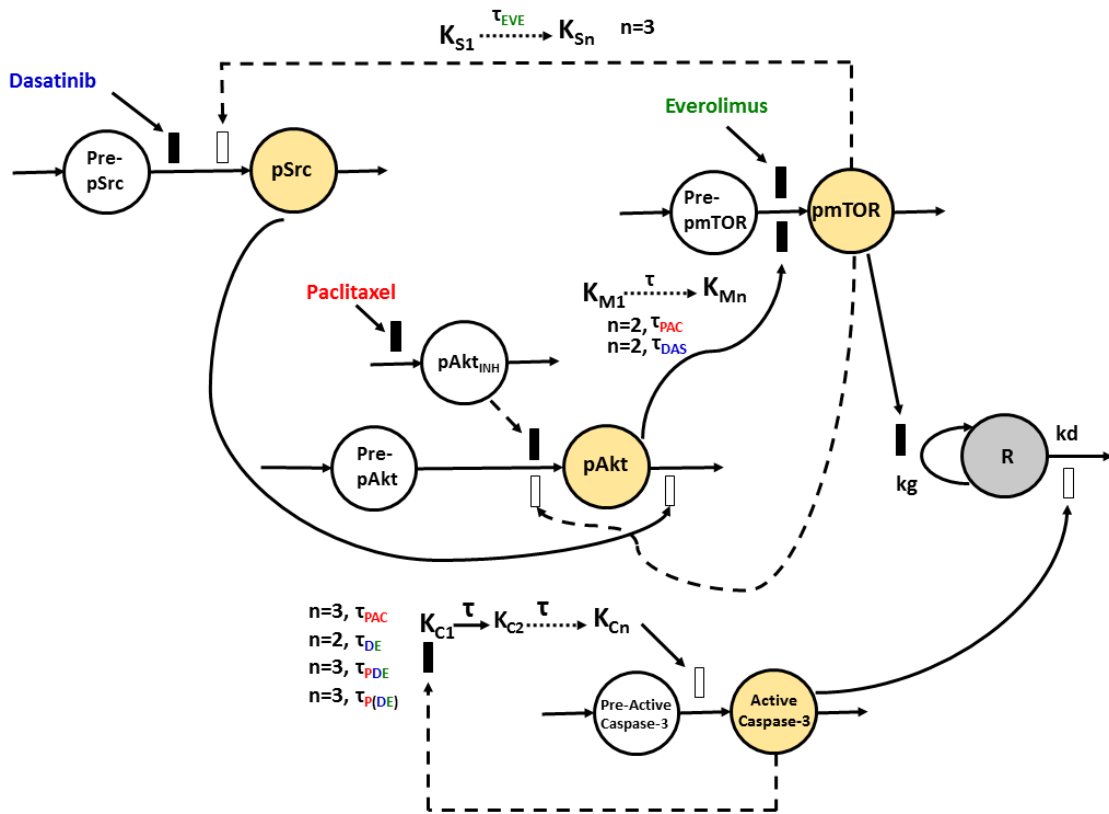 K_S1 τ_EVE K_Sn n=3
Dasatinib
Everolimus
Pre-
pSrc
pSrc
Pre-
pmTOR
pmTOR
K_M1 τ K_Mn
n=2, τ_PAC
n=2, τ_DAS
Paclitaxel
pAkt_INH
Pre-
pAkt
pAkt
kd
R
kg
n=3, τ_PAC
n=2, τ_DE
n=3, τ_PDE
n=3, τ_P(DE)
K_C1 τ K_C2 τ K_Cn
Pre-Active
Caspase-3
Active
Caspase-3